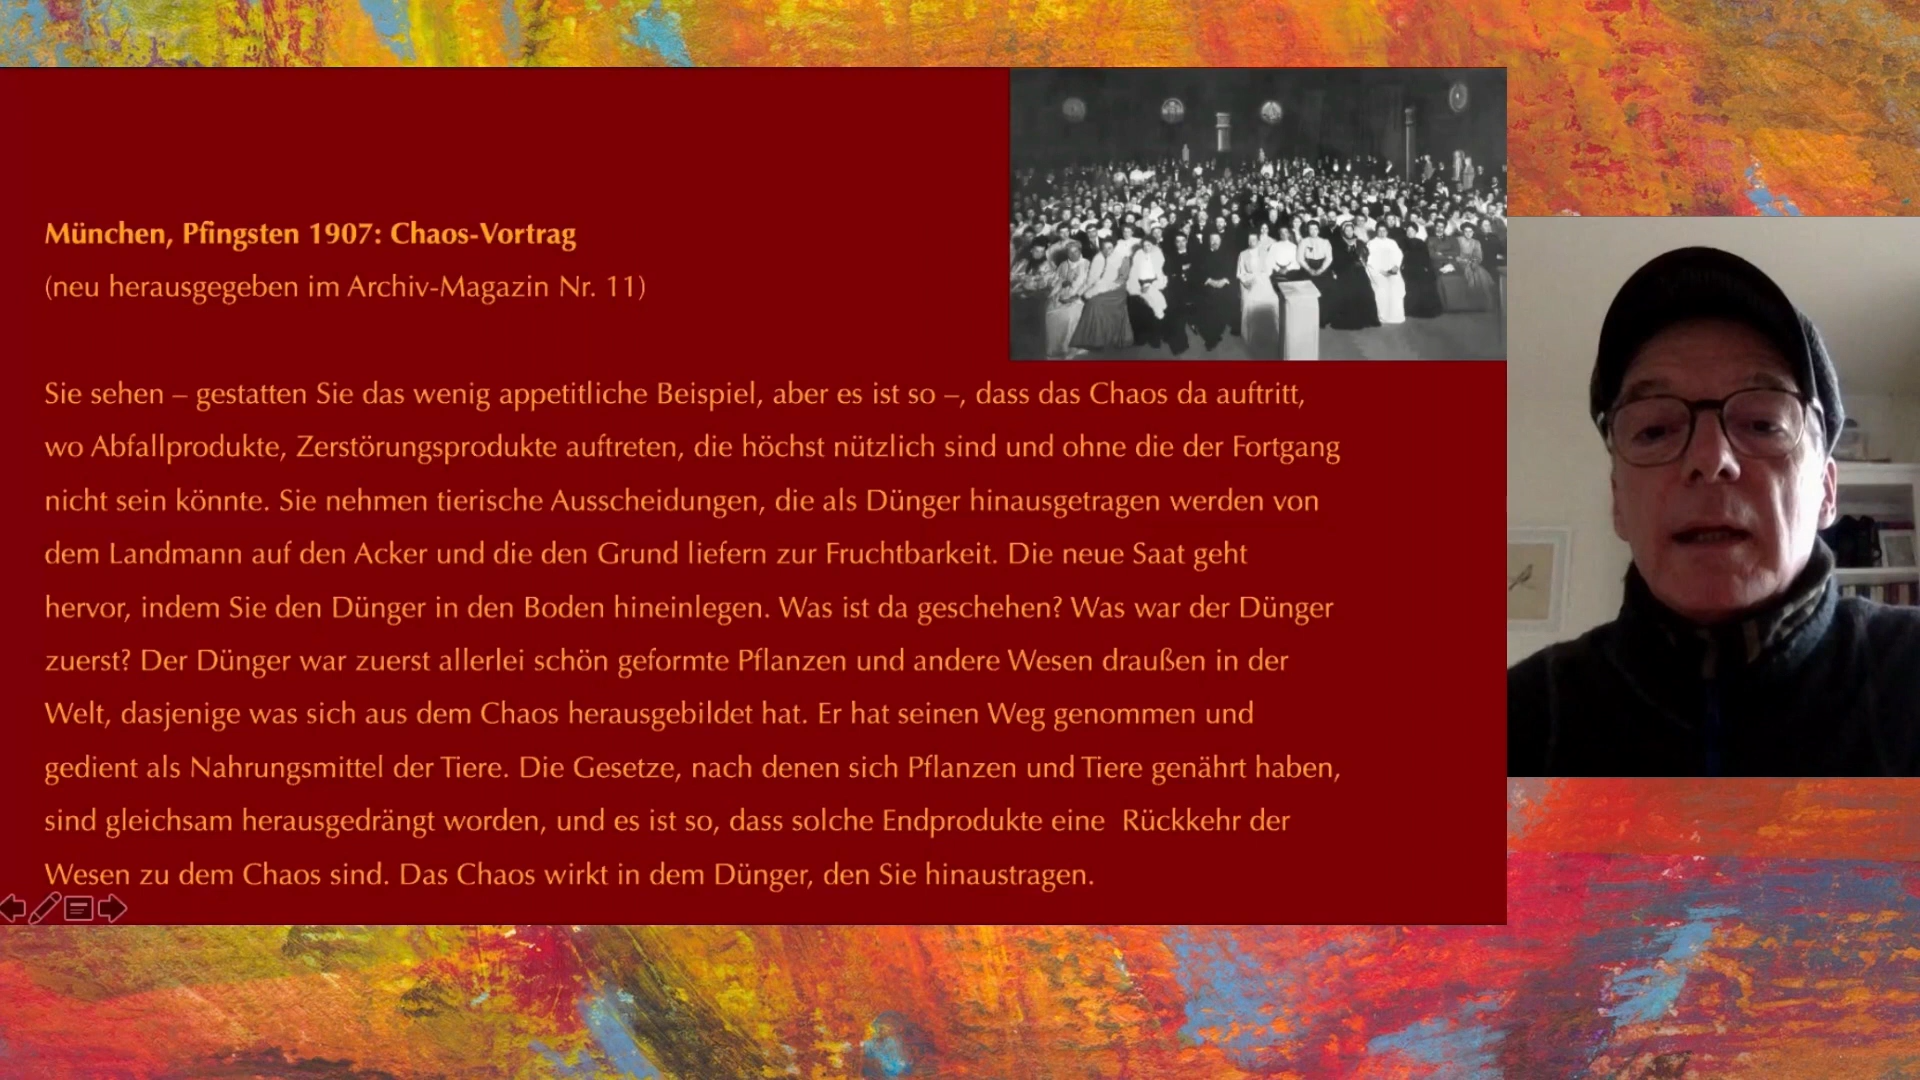 München, Pfingsten 1907: Chaos-Vortrag
(neu herausgegeben im Archiv-Magazin Nr. 11)
Sie sehen – gestatten Sie das wenig appetitliche Beispiel, aber es ist so –, dass das Chaos da auftritt,
wo Abfallprodukte, Zerstörungsprodukte auftreten, die höchst nützlich sind und ohne die der Fortgang
nicht sein könnte. Sie nehmen tierische Ausscheidungen, die als Dünger hinausgetragen werden von
dem Landmann auf den Acker und die den Grund liefern zur Fruchtbarkeit. Die neue Saat geht
hervor, indem Sie den Dünger in den Boden hineinlegen. Was ist da geschehen? Was war der Dünger
zuerst? Der Dünger war zuerst allerlei schön geformte Pflanzen und andere Wesen draußen in der
Welt, dasjenige was sich aus dem Chaos herausgebildet hat. Er hat seinen Weg genommen und
gedient als Nahrungsmittel der Tiere. Die Gesetze, nach denen sich Pflanzen und Tiere genährt haben,
sind gleichsam herausgedrängt worden, und es ist so, dass solche Endprodukte eine  Rückkehr der
Wesen zu dem Chaos sind. Das Chaos wirkt in dem Dünger, den Sie hinaustragen.